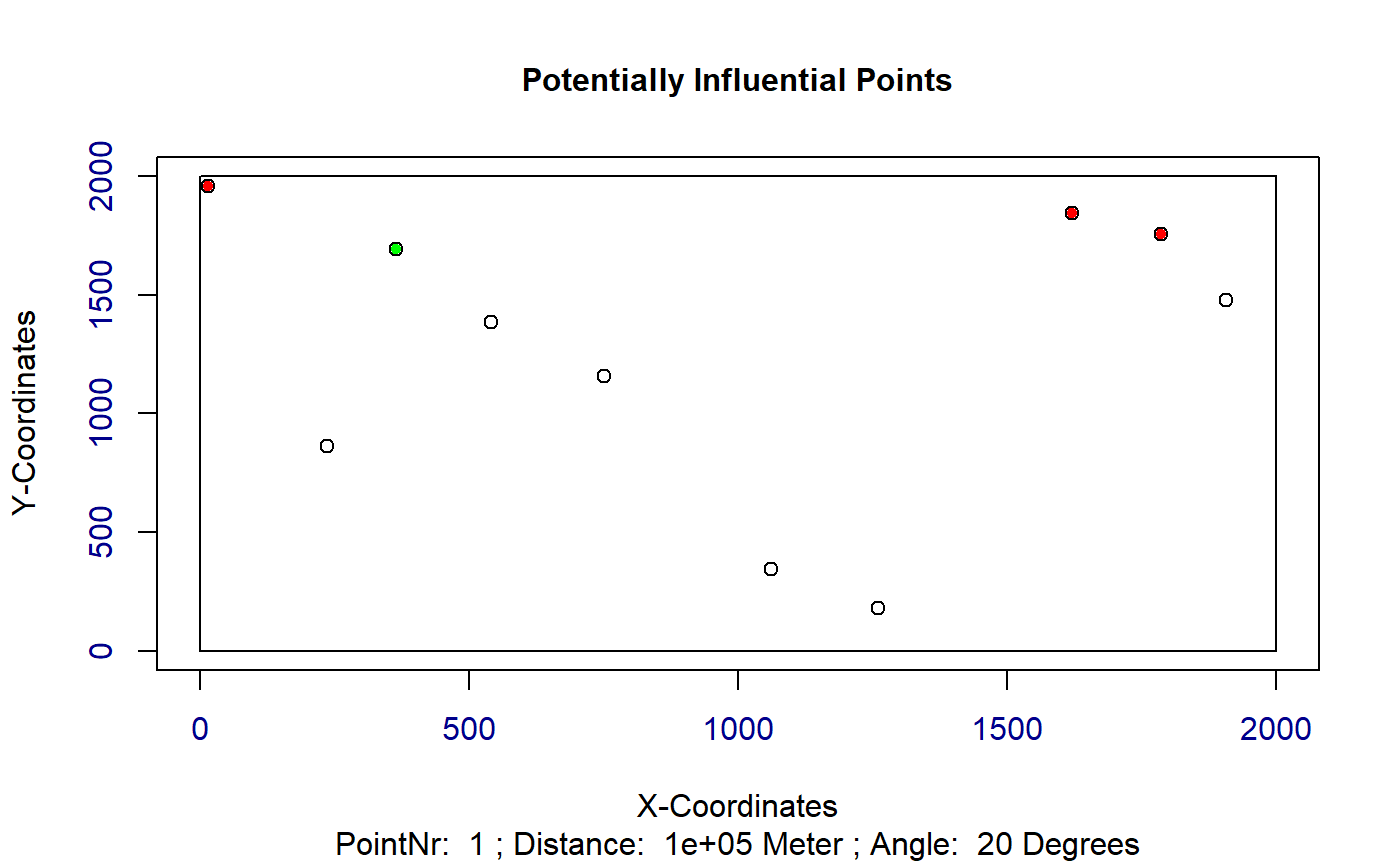 Potentially Influential Points
Y-Coordinates
2000
1500
1000
500
0
0 500 1000 1500 2000
X-Coordinates
PointNr:  1 ; Distance:  1e+05 Meter ; Angle:  20 Degrees